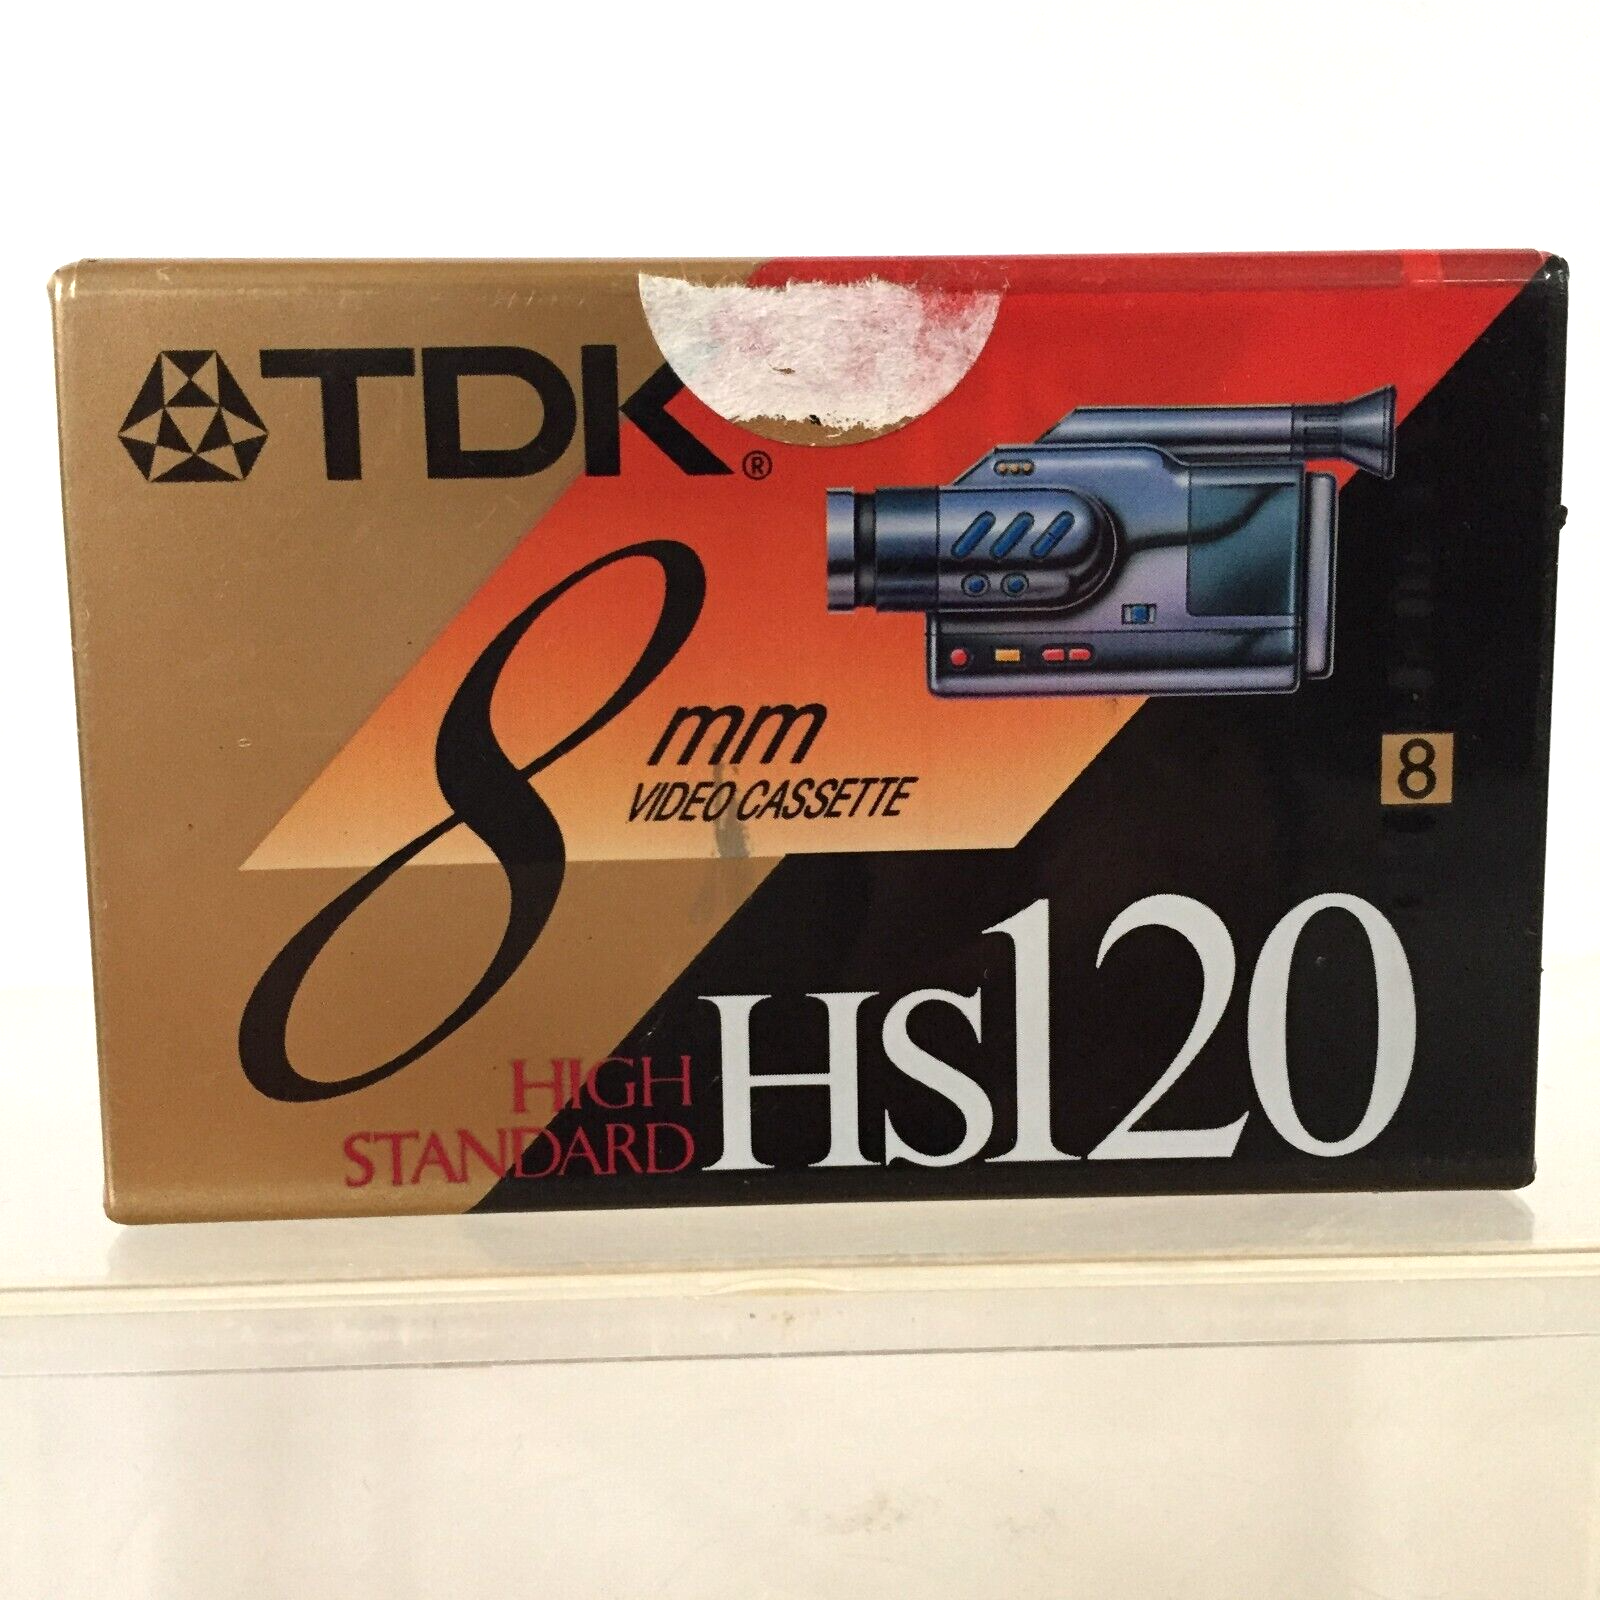 TDK®
8 mm
VIDEO CASSETTE
8
HIGH
STANDARD
HS120